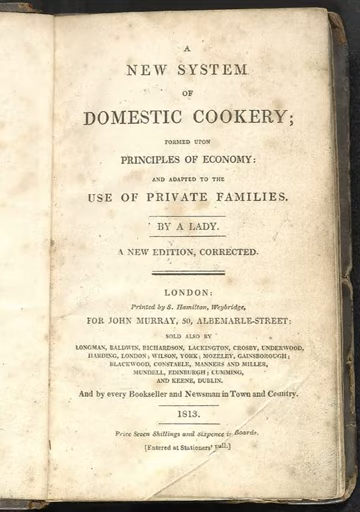 A
NEW SYSTEM
OF
DOMESTIC COOKERY;
FORMED UPON
PRINCIPLES OF ECONOMY:
AND ADAPTED TO THE
USE OF PRIVATE FAMILIES.
BY A LADY.
A NEW EDITION, CORRECTED.
LONDON:
Printed by S. Hamilton, Weybridge,
FOR JOHN MURRAY, 50, ALBEMARLE-STREET:
SOLD ALSO BY
LONGMAN, BALDWIN, RICHARDSON, LACKINGTON, CROSBY, UNDERWOOD,
HARDING, LONDON; WILSON, YORK; MOZELEY, GAINSBOROUGH;
BLACKWOOD, CONSTABLE, MANNERS AND MILLER,
MUNDELL, EDINBURGH; CUMMING,
AND KEENE, DUBLIN.
And by every Bookseller and Newsman in Town and Country.
1813.
Price Seven Shillings and sixpence in Boards.
[Entered at Stationers' Hall.]